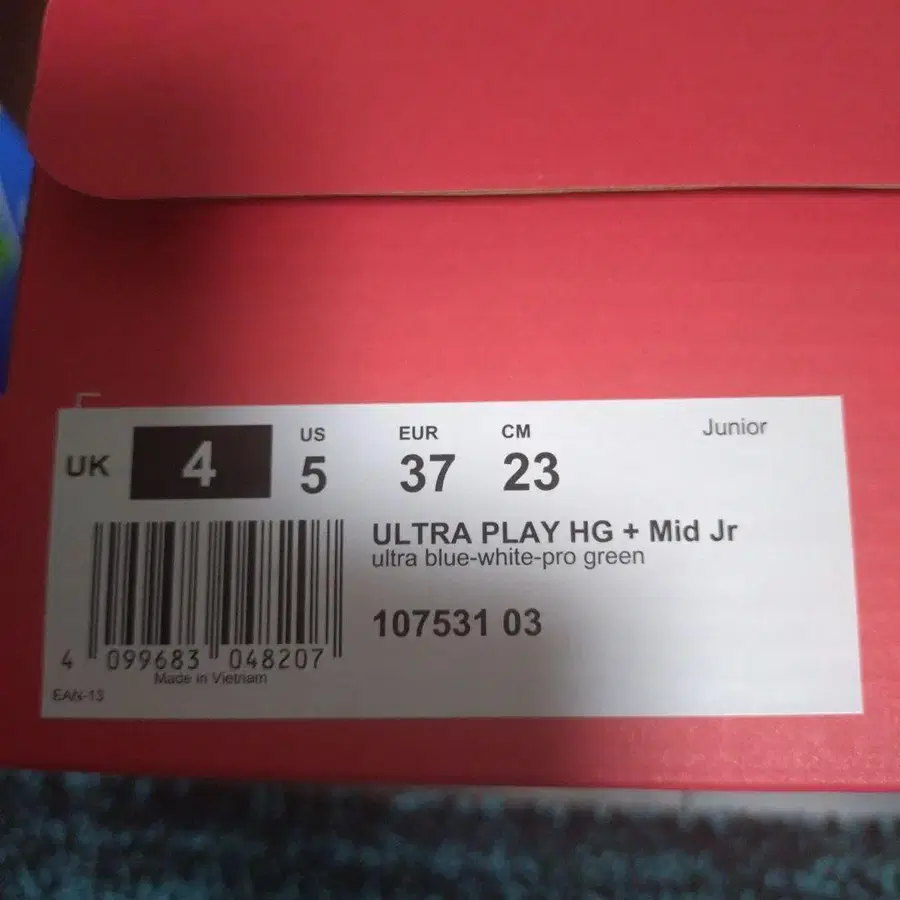 UK 4 US 5 EUR 37 CM 23 Junior
ULTRA PLAY HG + Mid Jr
ultra blue-white-pro green
107531 03
4 099683 048207
Made in Vietnam
EAN-13